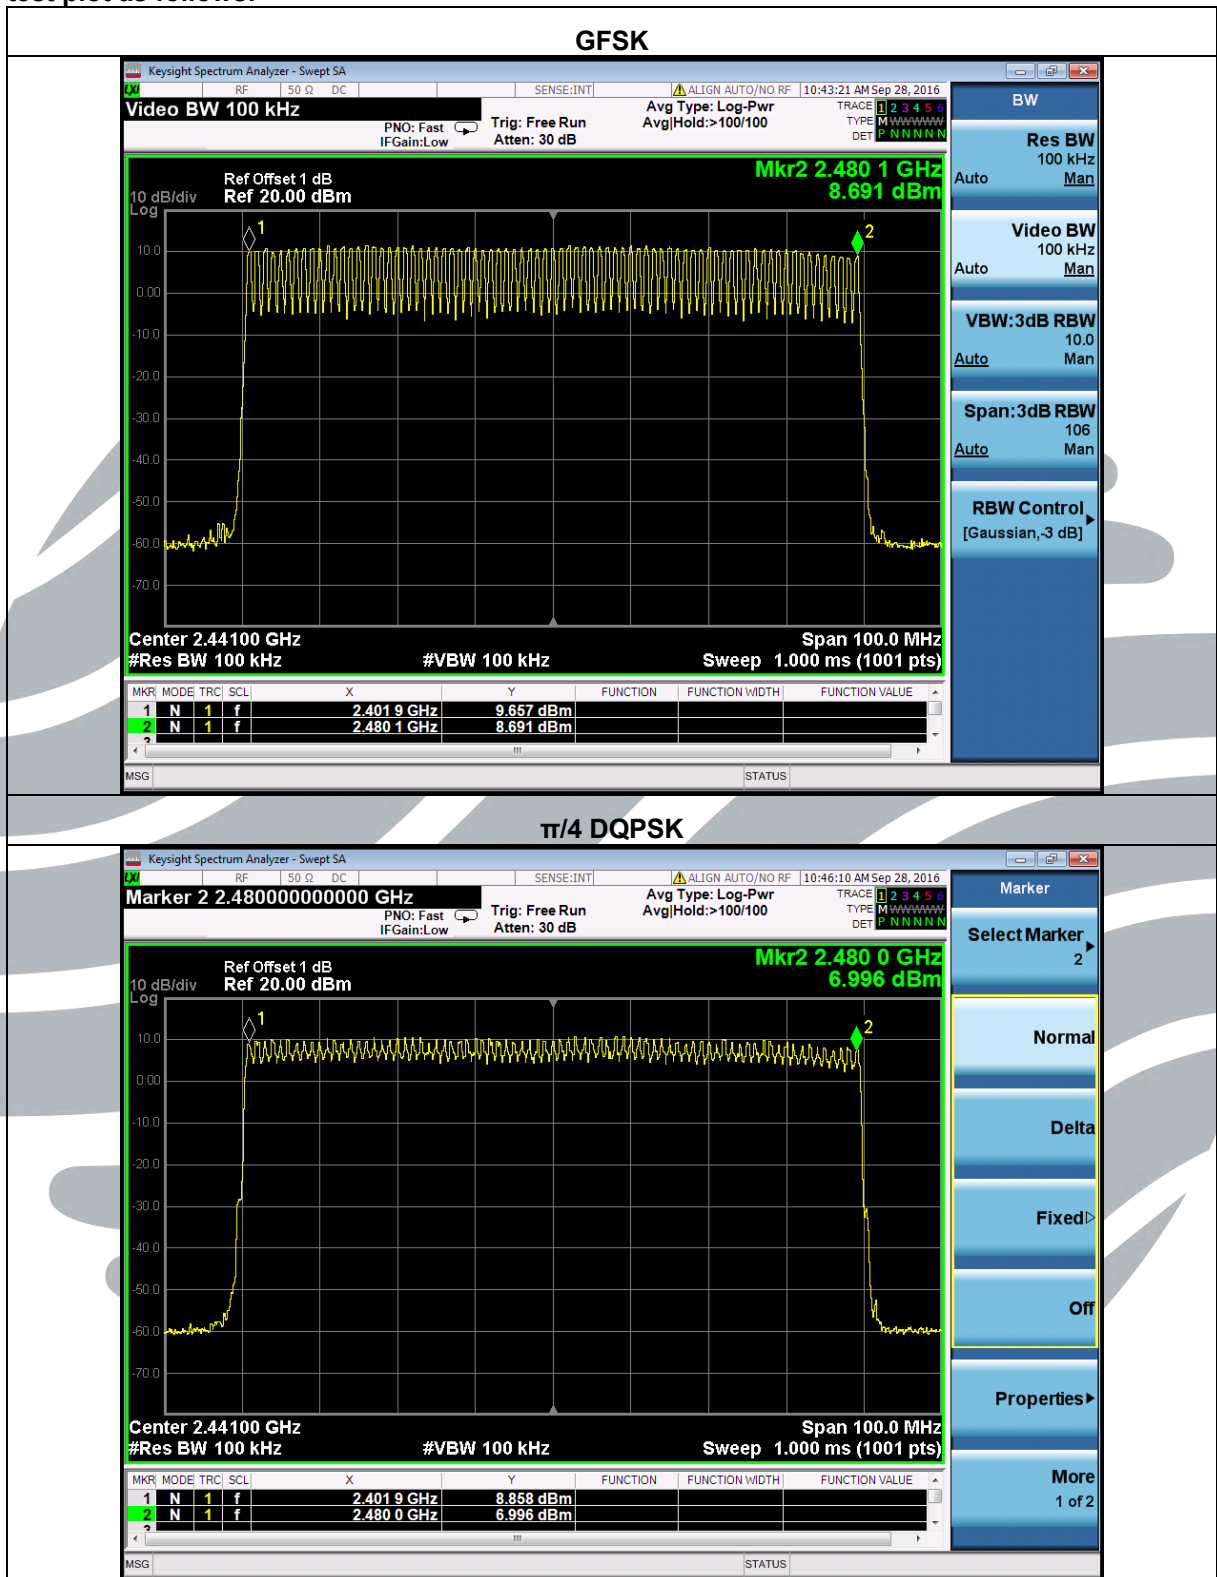 test plot as follows:
GFSK
Keysight Spectrum Analyzer - Swept SA
LXI RF 50 Ω DC SENSE:INT ALIGN AUTO/NO RF 10:43:21 AM Sep 28, 2016
Video BW 100 kHz
PNO: Fast
IFGain:Low
Trig: Free Run
Atten: 30 dB
Avg Type: Log-Pwr
Avg|Hold:>100/100
TRACE 1 2 3 4 5 6
TYPE M WWWWW
DET P N N N N N
Mkr2 2.480 1 GHz
8.691 dBm
Ref Offset 1 dB
10 dB/div Ref 20.00 dBm
Log
1
2
10.0
0.00
-10.0
-20.0
-30.0
-40.0
-50.0
-60.0
-70.0
Center 2.44100 GHz Span 100.0 MHz
#Res BW 100 kHz #VBW 100 kHz Sweep 1.000 ms (1001 pts)
MKR MODE TRC SCL X Y FUNCTION FUNCTION WIDTH FUNCTION VALUE
1 N 1 f 2.401 9 GHz 9.657 dBm
2 N 1 f 2.480 1 GHz 8.691 dBm
3
MSG STATUS
BW
Res BW
100 kHz
Auto Man
Video BW
100 kHz
Auto Man
VBW:3dB RBW
10.0
Auto Man
Span:3dB RBW
106
Auto Man
RBW Control
[Gaussian,-3 dB]
π/4 DQPSK
Keysight Spectrum Analyzer - Swept SA
LXI RF 50 Ω DC SENSE:INT ALIGN AUTO/NO RF 10:46:10 AM Sep 28, 2016
Marker 2 2.480000000000 GHz
PNO: Fast
IFGain:Low
Trig: Free Run
Atten: 30 dB
Avg Type: Log-Pwr
Avg|Hold:>100/100
TRACE 1 2 3 4 5 6
TYPE M WWWWW
DET P N N N N N
Mkr2 2.480 0 GHz
6.996 dBm
Ref Offset 1 dB
10 dB/div Ref 20.00 dBm
Log
1
2
10.0
0.00
-10.0
-20.0
-30.0
-40.0
-50.0
-60.0
-70.0
Center 2.44100 GHz Span 100.0 MHz
#Res BW 100 kHz #VBW 100 kHz Sweep 1.000 ms (1001 pts)
MKR MODE TRC SCL X Y FUNCTION FUNCTION WIDTH FUNCTION VALUE
1 N 1 f 2.401 9 GHz 8.858 dBm
2 N 1 f 2.480 0 GHz 6.996 dBm
3
MSG STATUS
Marker
Select Marker
2
Normal
Delta
Fixed
Off
Properties
More
1 of 2